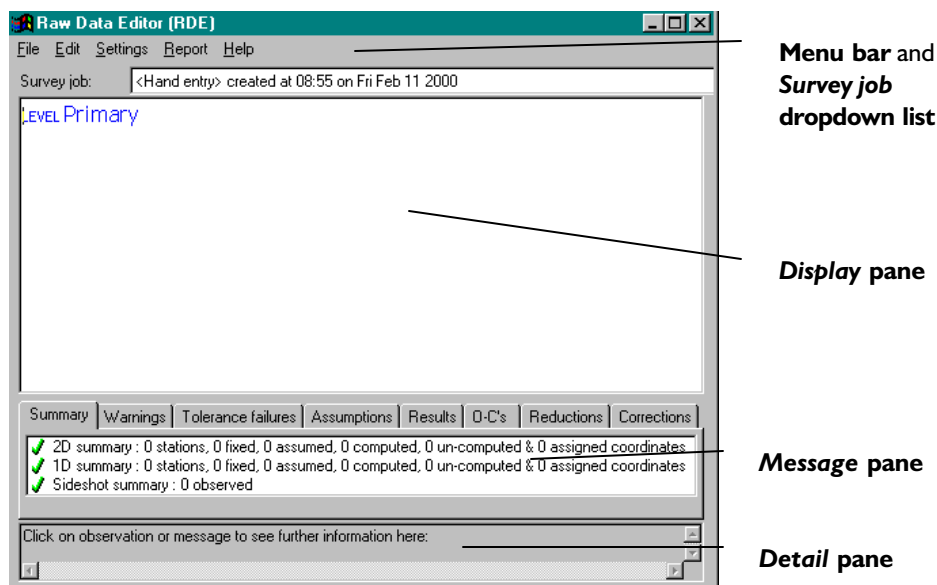 Raw Data Editor (RDE)
File Edit Settings Report Help
Survey job: <Hand entry> created at 08:55 on Fri Feb 11 2000
LEVEL Primary
Summary Warnings Tolerance failures Assumptions Results O-C's Reductions Corrections
2D summary : 0 stations, 0 fixed, 0 assumed, 0 computed, 0 un-computed & 0 assigned coordinates
1D summary : 0 stations, 0 fixed, 0 assumed, 0 computed, 0 un-computed & 0 assigned coordinates
Sideshot summary : 0 observed
Click on observation or message to see further information here:
Menu bar and
Survey job
dropdown list
Display pane
Message pane
Detail pane